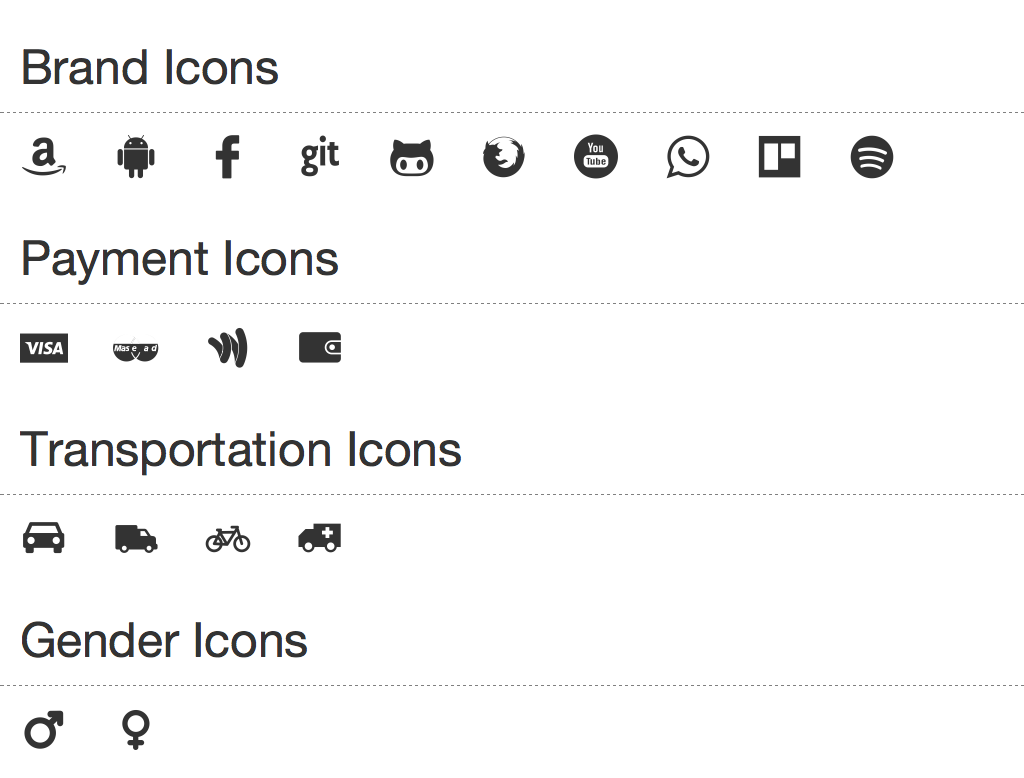 Brand Icons
a git You Tube
Payment Icons
VISA Mas e a d
Transportation Icons
Gender Icons